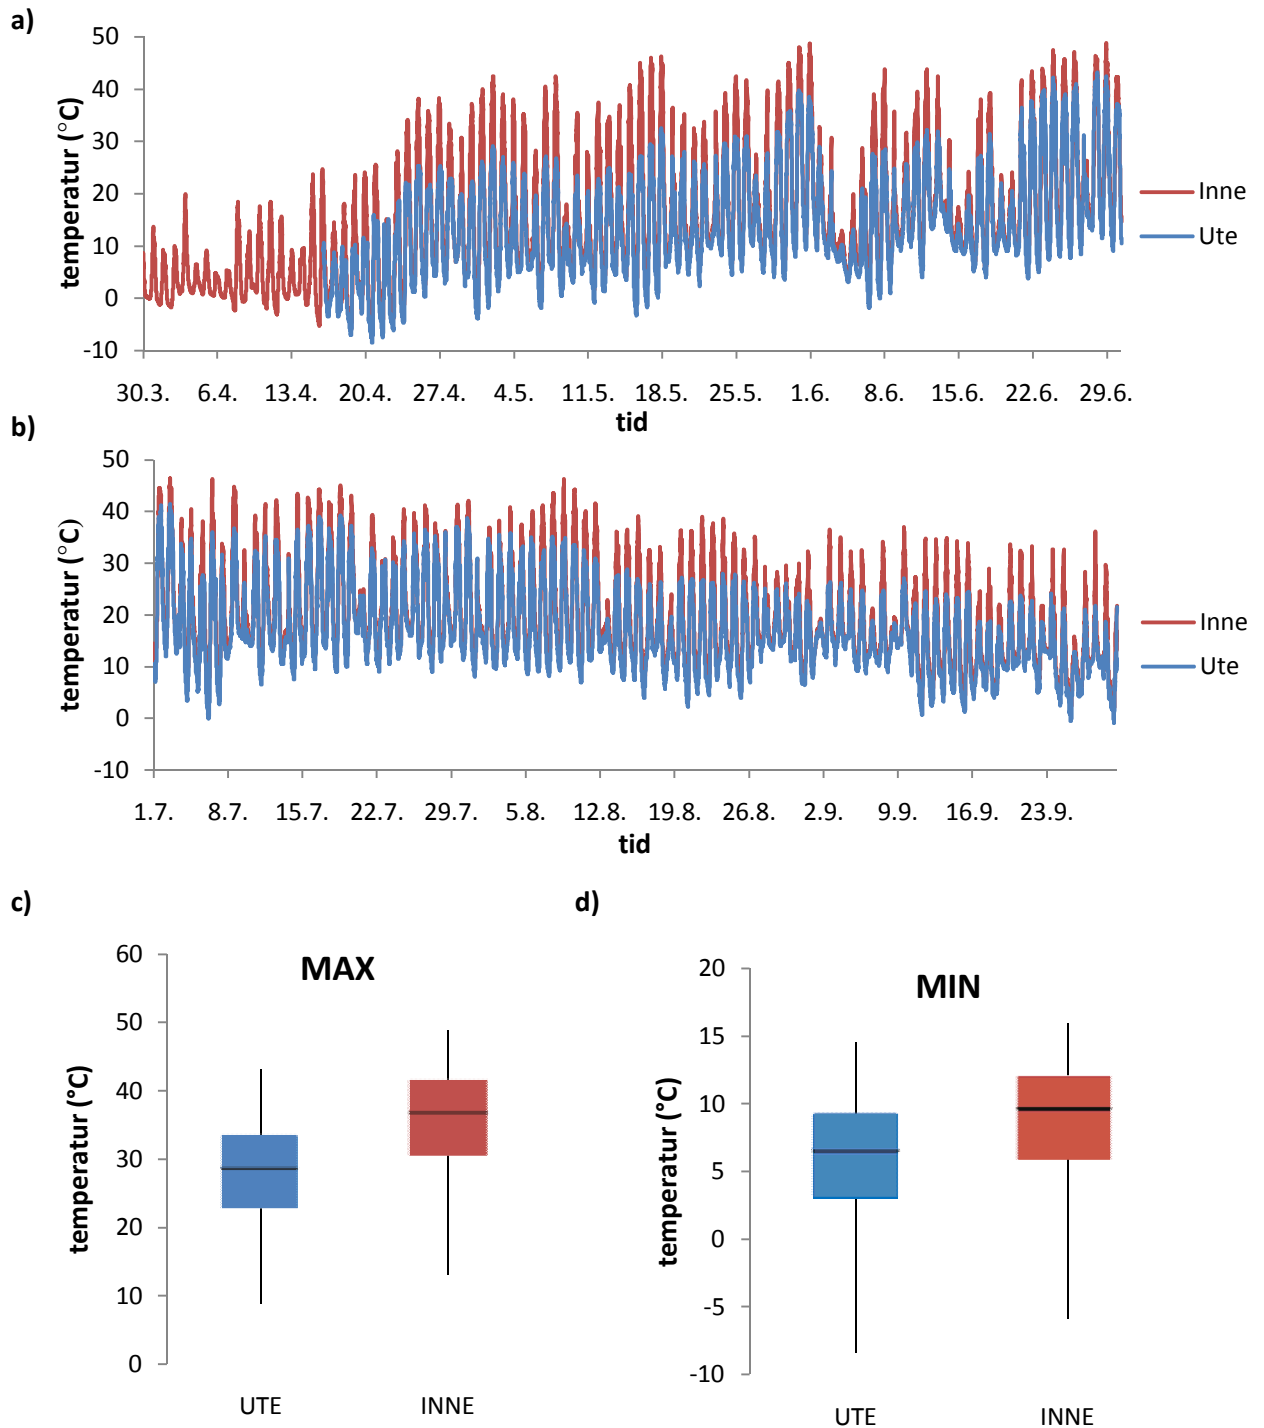 a)
temperatur (°C)
50
40
30
20
10
0
-10
30.3. 6.4. 13.4. 20.4. 27.4. 4.5. 11.5. 18.5. 25.5. 1.6. 8.6. 15.6. 22.6. 29.6.
tid
Inne
Ute
b)
temperatur (°C)
50
40
30
20
10
0
-10
1.7. 8.7. 15.7. 22.7. 29.7. 5.8. 12.8. 19.8. 26.8. 2.9. 9.9. 16.9. 23.9.
tid
Inne
Ute
c)
MAX
temperatur (°C)
60
50
40
30
20
10
0
UTE INNE
d)
MIN
temperatur (°C)
20
15
10
5
0
-5
-10
UTE INNE